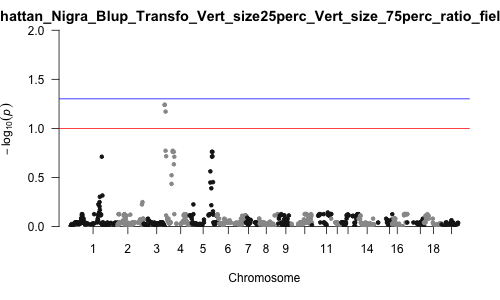 hattan_Nigra_Blup_Transfo_Vert_size25perc_Vert_size_75perc_ratio_fiel
2.0
1.5
1.0
0.5
0.0
− log₁₀(p)
1 2 3 4 5 6 7 8 9 11 14 16 18
Chromosome